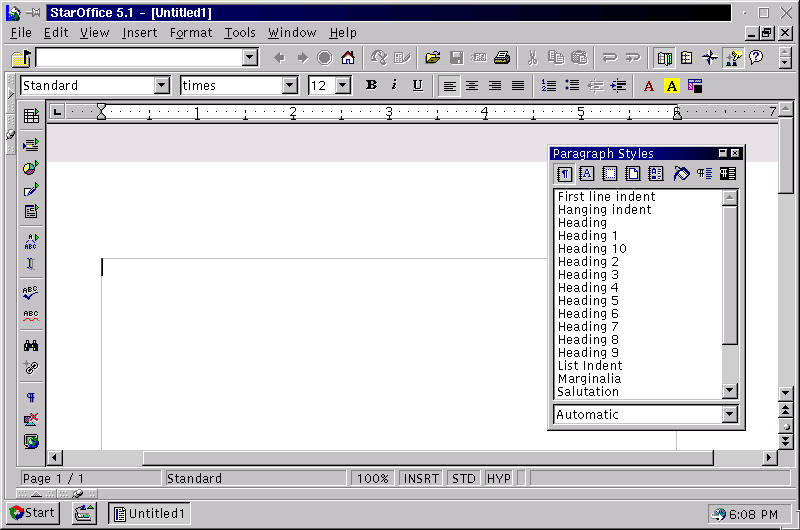 StarOffice 5.1 - [Untitled1]
File Edit View Insert Format Tools Window Help
Standard times 12 B i U A A
1 2 3 4 5 6 7
Paragraph Styles
First line indent
Hanging indent
Heading
Heading 1
Heading 10
Heading 2
Heading 3
Heading 4
Heading 5
Heading 6
Heading 7
Heading 8
Heading 9
List Indent
Marginalia
Salutation
Automatic
ABC
ABC
ABC
Page 1 / 1 Standard 100% INSRT STD HYP
Start Untitled1 6:08 PM